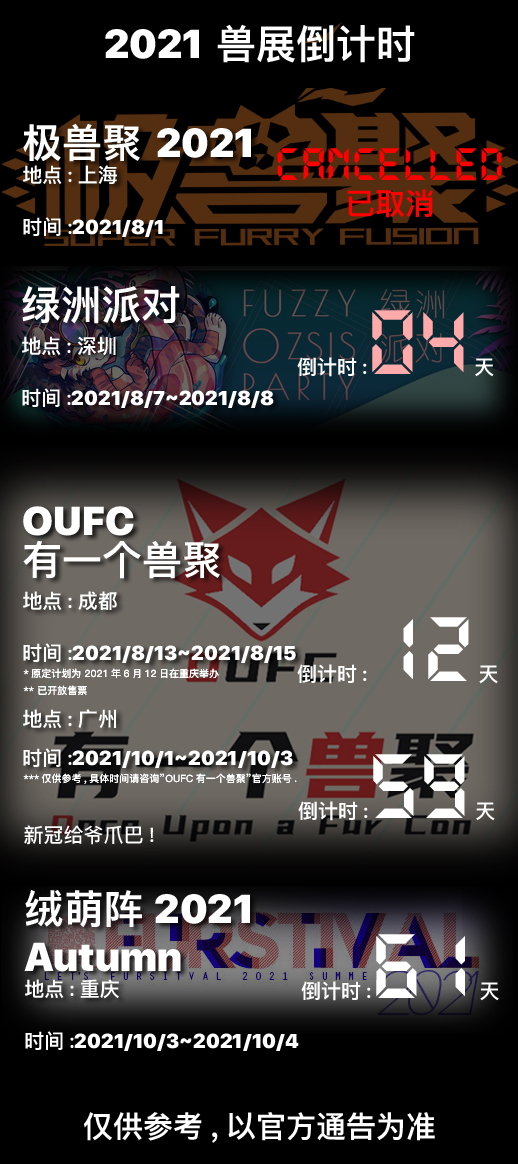 2021 兽展倒计时
极兽聚 2021
地点 : 上海
CANCELLED
已取消
时间 :2021/8/1
SUPER FURRY FUSION
绿洲派对
FUZZY 绿洲
OZSIS 派对
PARTY
地点 : 深圳
倒计时 : 04 天
时间 :2021/8/7~2021/8/8
OUFC
有一个兽聚
地点 : 成都
时间 :2021/8/13~2021/8/15
OUFC
倒计时 : 12 天
* 原定计划为 2021 年 6 月 12 日在重庆举办
** 已开放售票
地点 : 广州
时间 :2021/10/1~2021/10/3
有一个兽聚
*** 仅供参考 , 具体时间请咨询"OUFC 有一个兽聚"官方账号 .
倒计时 : 59 天
Once Upon a Fur Con
新冠给爷爪巴 !
绒萌阵 2021
FURSTIVAL
Autumn
LET'S FURSITVAL 2021 SUMME
2021
地点 : 重庆
倒计时 : 61 天
时间 :2021/10/3~2021/10/4
仅供参考 , 以官方通告为准